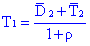 T₁ = (D̅₂ + T̅₂) / (1+ρ)